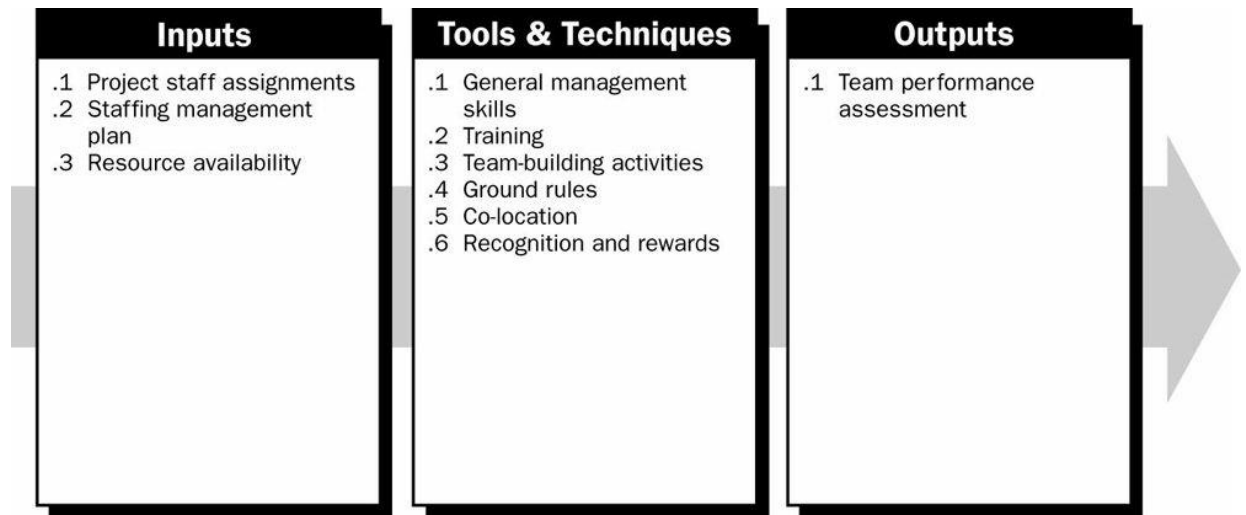 Inputs
.1 Project staff assignments
.2 Staffing management
plan
.3 Resource availability
Tools & Techniques
.1 General management
skills
.2 Training
.3 Team-building activities
.4 Ground rules
.5 Co-location
.6 Recognition and rewards
Outputs
.1 Team performance
assessment